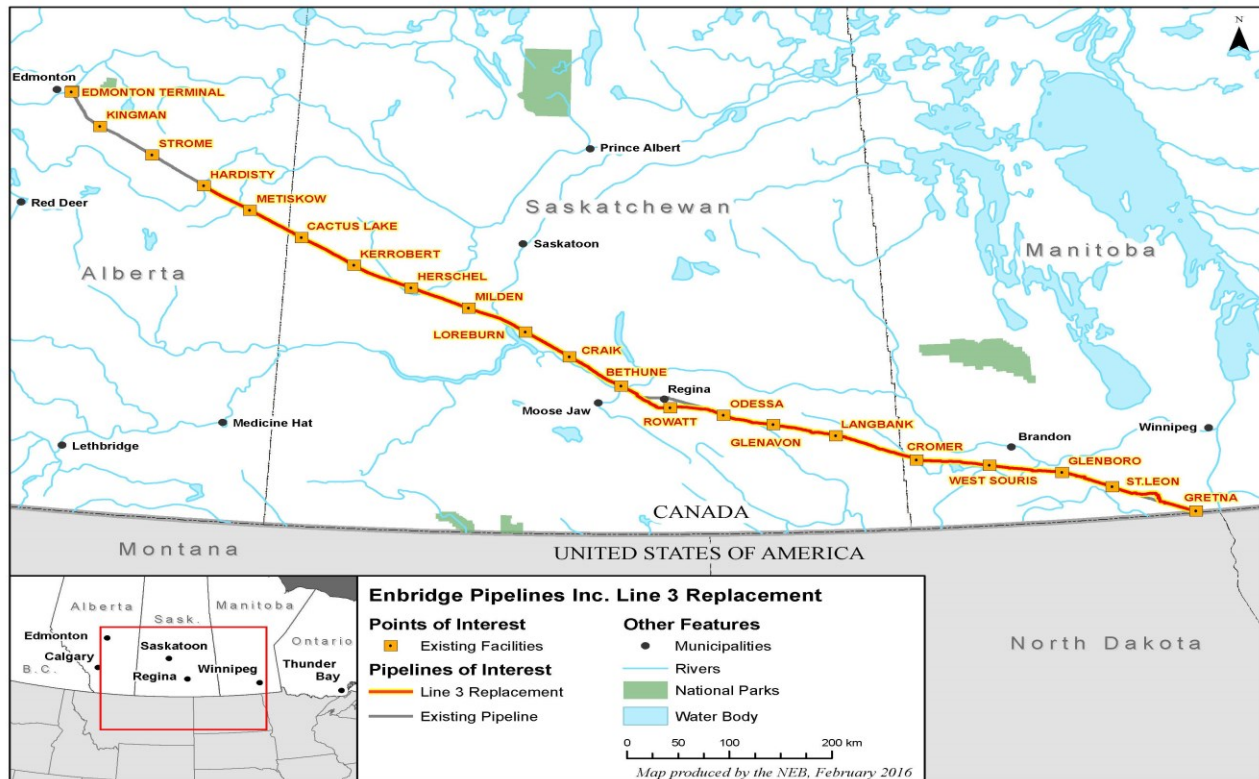 N
Edmonton
EDMONTON TERMINAL
KINGMAN
STROME
Prince Albert
HARDISTY
Red Deer
METISKOW
Saskatchewan
CACTUS LAKE
Saskatoon
Manitoba
KERROBERT
Alberta
HERSCHEL
MILDEN
LOREBURN
CRAIK
BETHUNE
Regina
Moose Jaw
ROWATT
ODESSA
Medicine Hat
GLENAVON
LANGBANK
Winnipeg
Lethbridge
CROMER
Brandon
WEST SOURIS
GLENBORO
ST.LEON
GRETNA
CANADA
Montana
UNITED STATES OF AMERICA
North Dakota
Alberta
Manitoba
Sask.
Ontario
Edmonton
Saskatoon
Calgary
B.C.
Regina
Winnipeg
Thunder
Bay
Enbridge Pipelines Inc. Line 3 Replacement
Points of Interest
Existing Facilities
Pipelines of Interest
Line 3 Replacement
Existing Pipeline
Other Features
Municipalities
Rivers
National Parks
Water Body
0 50 100 200 km
Map produced by the NEB, February 2016